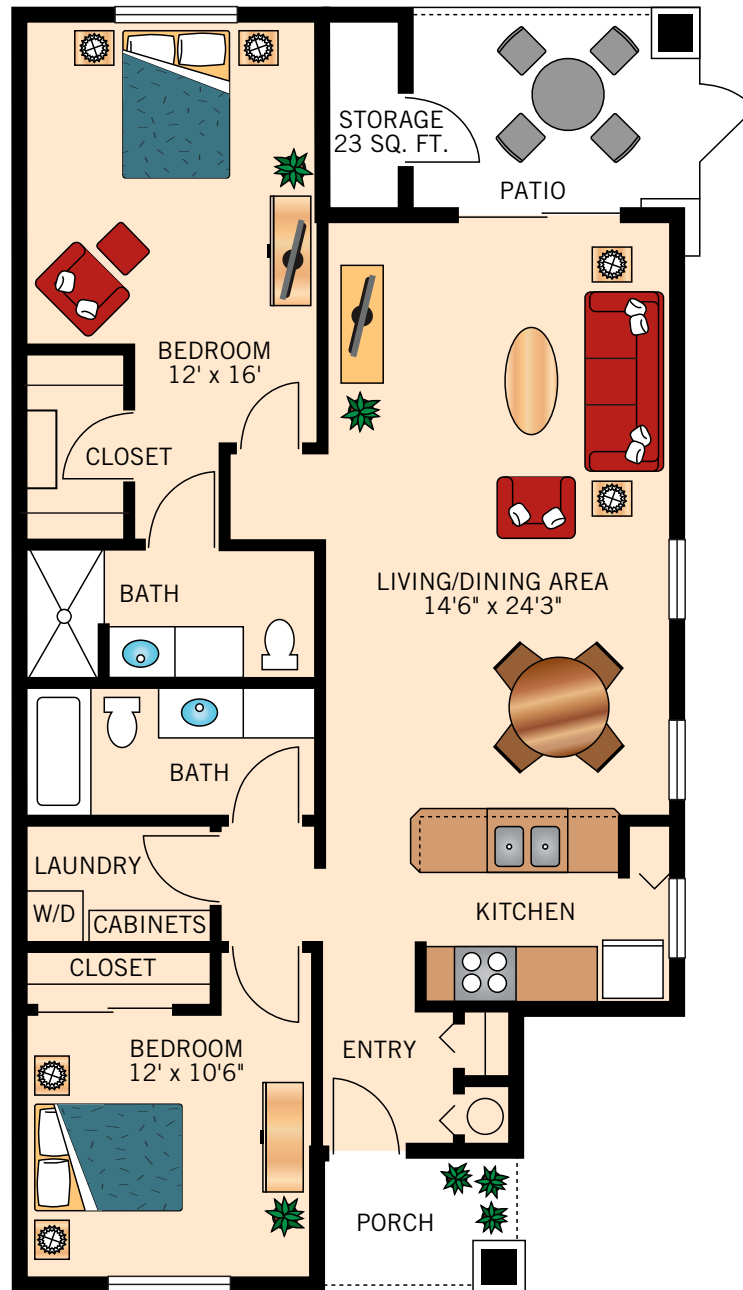 STORAGE
23 SQ. FT.
PATIO
BEDROOM
12' x 16'
CLOSET
BATH
LIVING/DINING AREA
14'6" x 24'3"
BATH
LAUNDRY
W/D
CABINETS
KITCHEN
CLOSET
BEDROOM
12' x 10'6"
ENTRY
PORCH